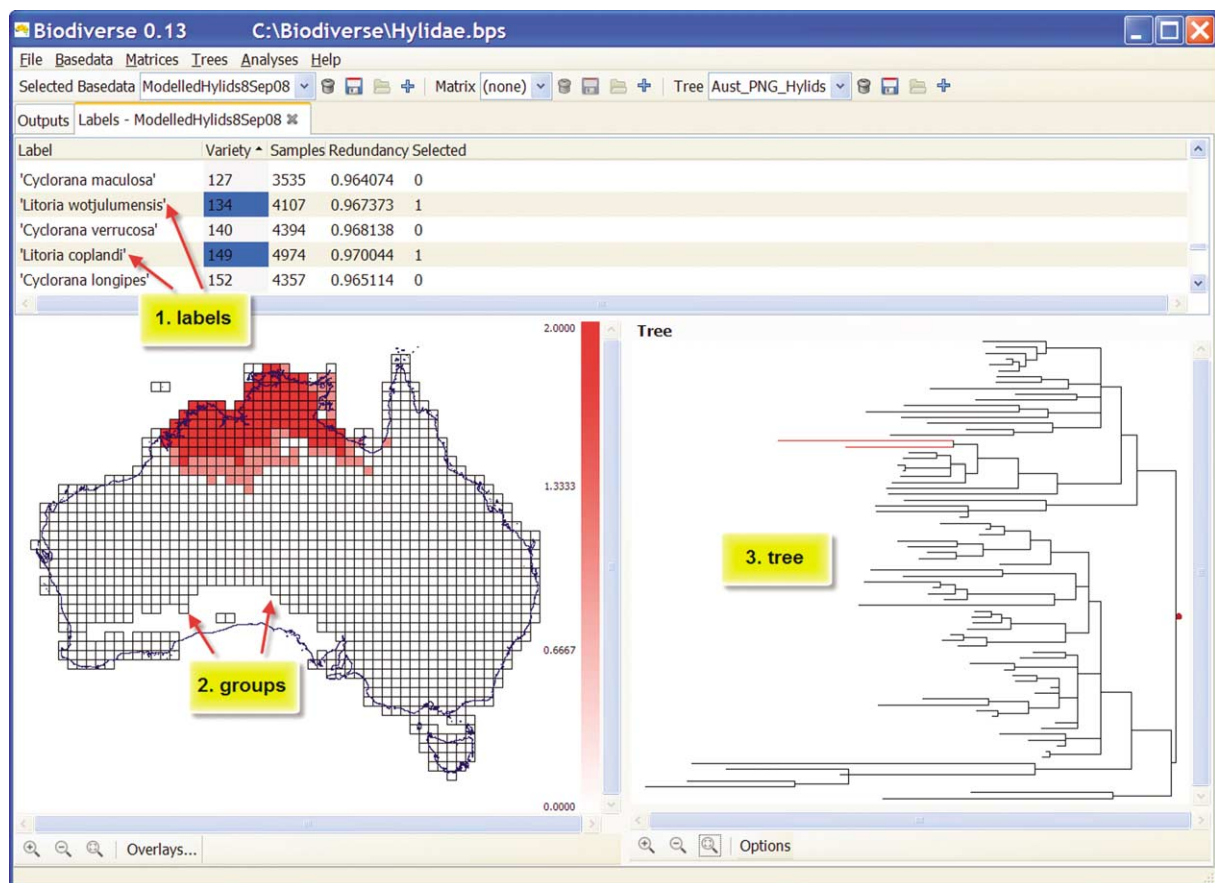 Biodiverse 0.13 C:\Biodiverse\Hylidae.bps
File Basedata Matrices Trees Analyses Help
Selected Basedata ModelledHylids8Sep08 Matrix (none) Tree Aust_PNG_Hylids
Outputs Labels - ModelledHylids8Sep08
Label Variety Samples Redundancy Selected
'Cyclorana maculosa' 127 3535 0.964074 0
'Litoria wotjulumensis' 134 4107 0.967373 1
'Cyclorana verrucosa' 140 4394 0.968138 0
'Litoria coplandi' 149 4974 0.970044 1
'Cyclorana longipes' 152 4357 0.965114 0
1. labels
2.0000
1.3333
0.6667
0.0000
2. groups
Overlays...
Tree
3. tree
Options